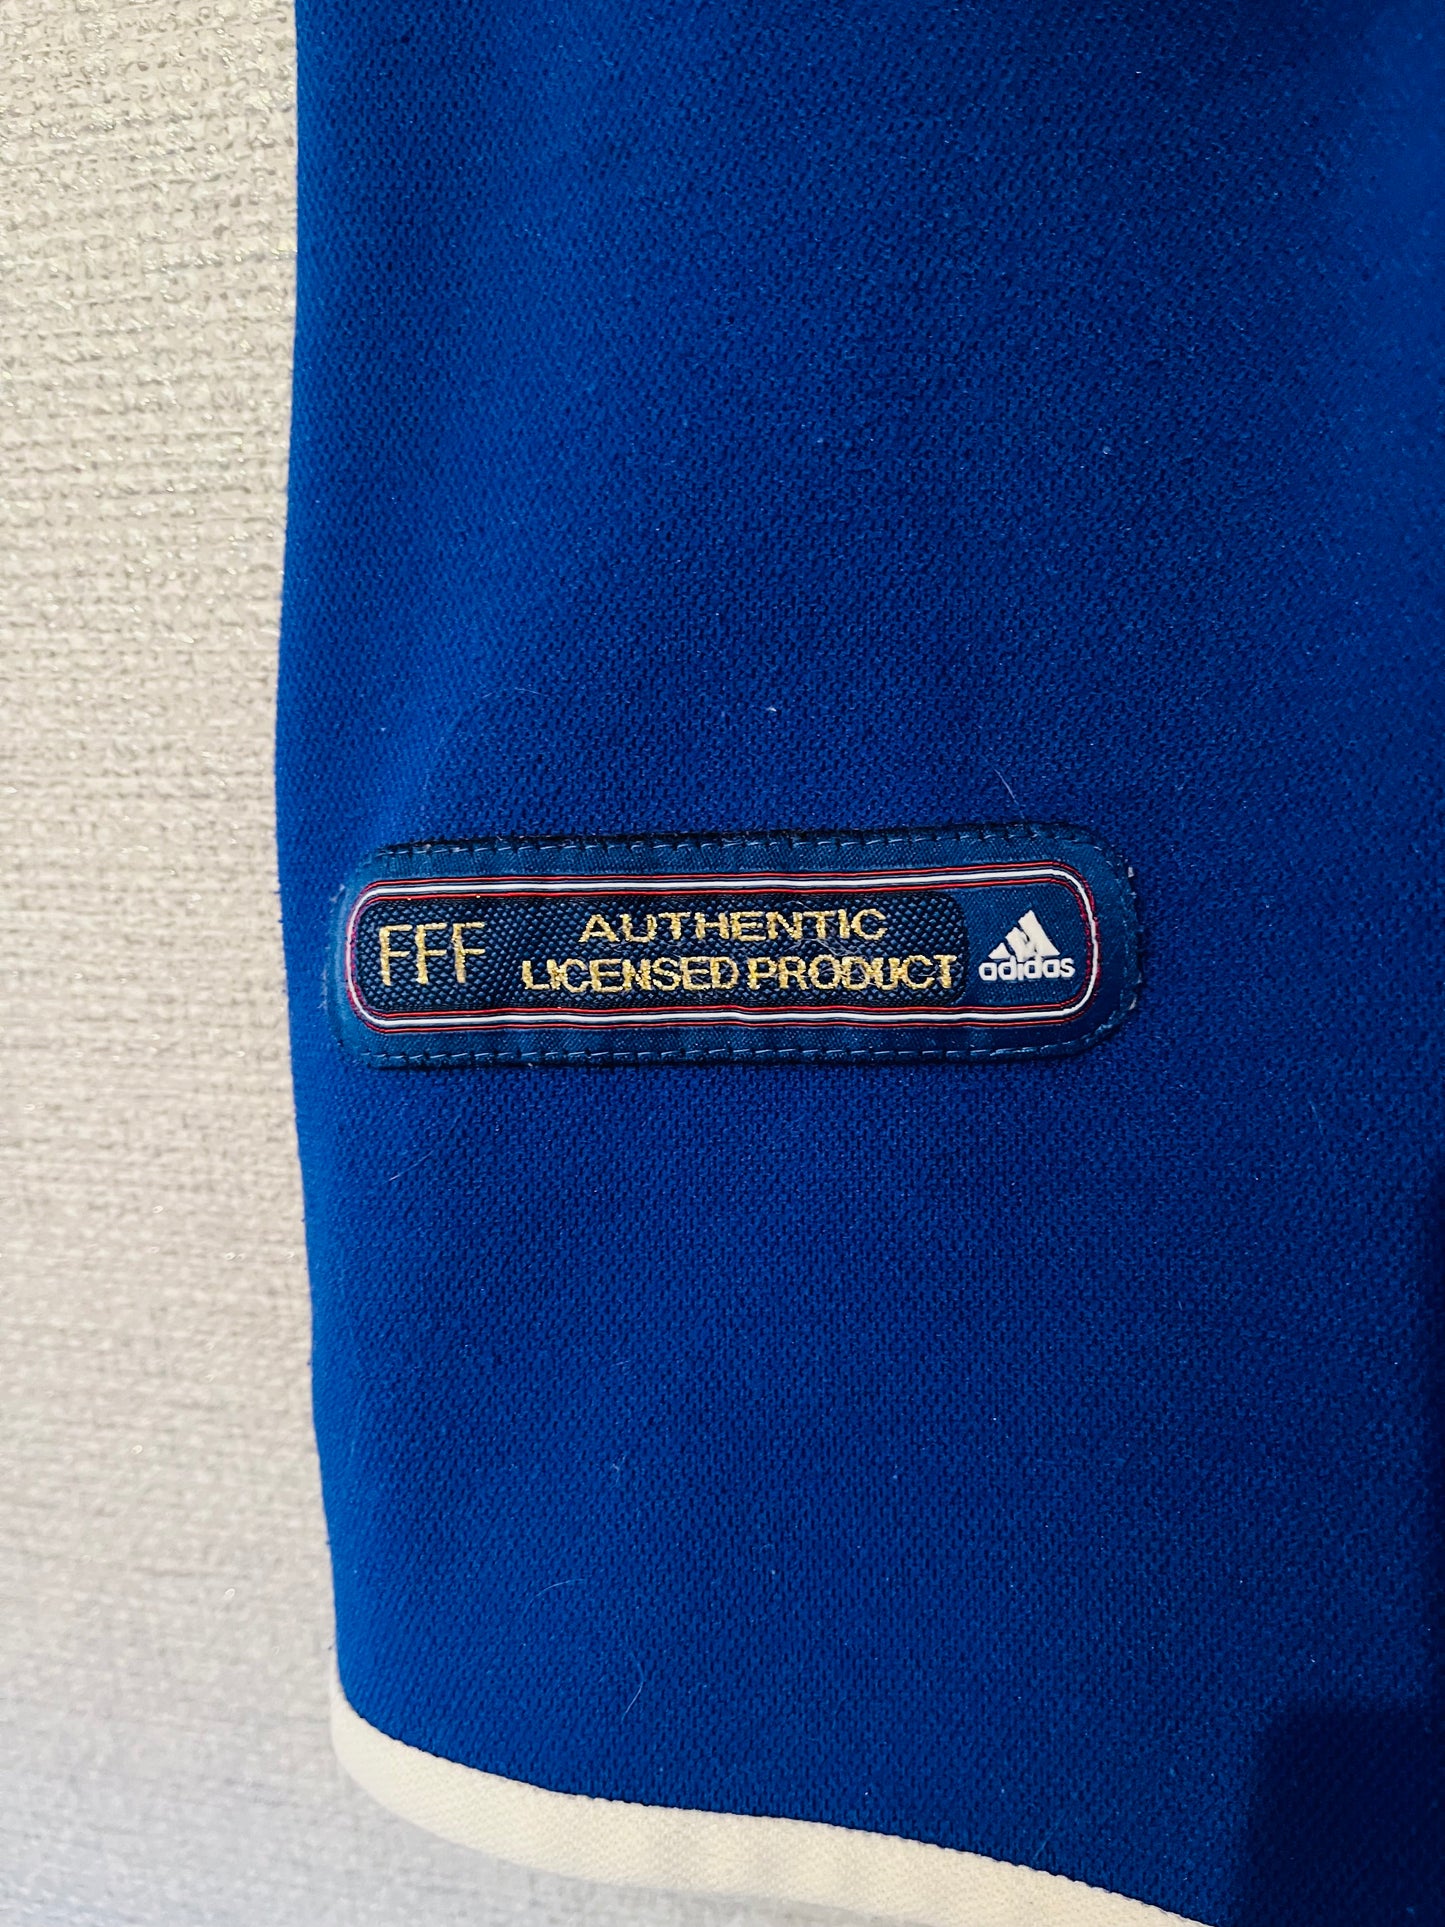 FFF
AUTHENTIC
LICENSED PRODUCT
adidas